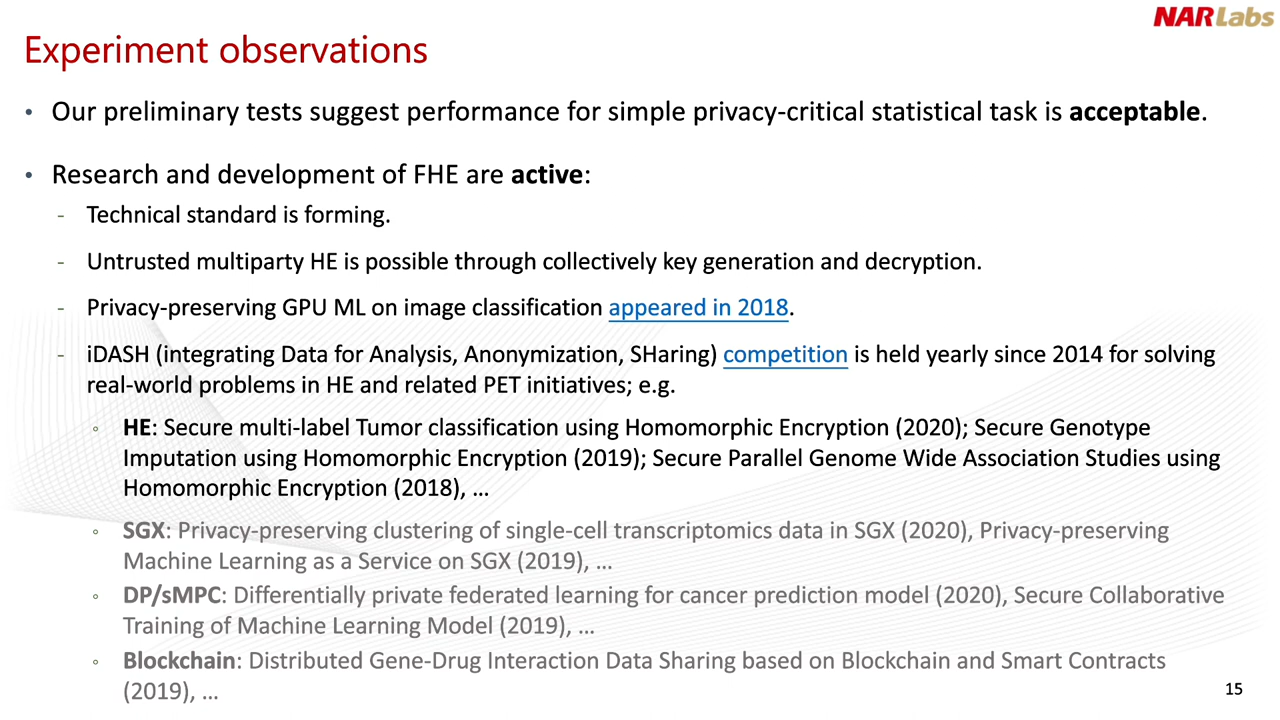 NARLabs
Experiment observations
• Our preliminary tests suggest performance for simple privacy-critical statistical task is acceptable.
• Research and development of FHE are active:
- Technical standard is forming.
- Untrusted multiparty HE is possible through collectively key generation and decryption.
- Privacy-preserving GPU ML on image classification appeared in 2018.
- iDASH (integrating Data for Analysis, Anonymization, SHaring) competition is held yearly since 2014 for solving
real-world problems in HE and related PET initiatives; e.g.
◦ HE: Secure multi-label Tumor classification using Homomorphic Encryption (2020); Secure Genotype
Imputation using Homomorphic Encryption (2019); Secure Parallel Genome Wide Association Studies using
Homomorphic Encryption (2018), ...
◦ SGX: Privacy-preserving clustering of single-cell transcriptomics data in SGX (2020), Privacy-preserving
Machine Learning as a Service on SGX (2019), ...
◦ DP/sMPC: Differentially private federated learning for cancer prediction model (2020), Secure Collaborative
Training of Machine Learning Model (2019), ...
◦ Blockchain: Distributed Gene-Drug Interaction Data Sharing based on Blockchain and Smart Contracts
(2019), ...
15